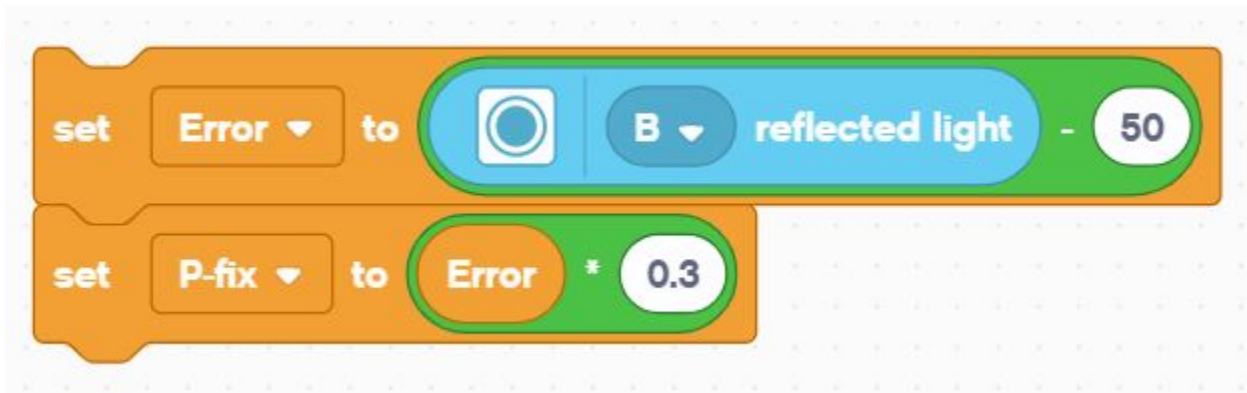 set Error to B reflected light - 50
set P-fix to Error * 0.3